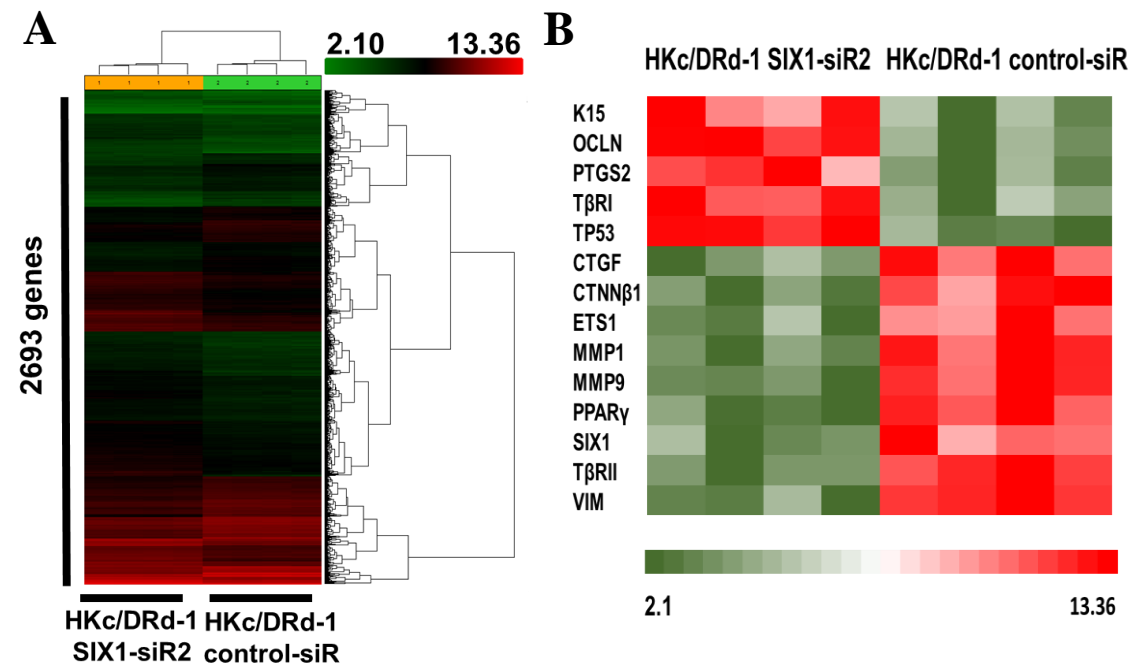 A
2.10 13.36
1 1 1 1 2 2 2 2
2693 genes
HKc/DRd-1
SIX1-siR2
HKc/DRd-1
control-siR
B
HKc/DRd-1 SIX1-siR2 HKc/DRd-1 control-siR
K15
OCLN
PTGS2
TβRI
TP53
CTGF
CTNNβ1
ETS1
MMP1
MMP9
PPARγ
SIX1
TβRII
VIM
2.1 13.36